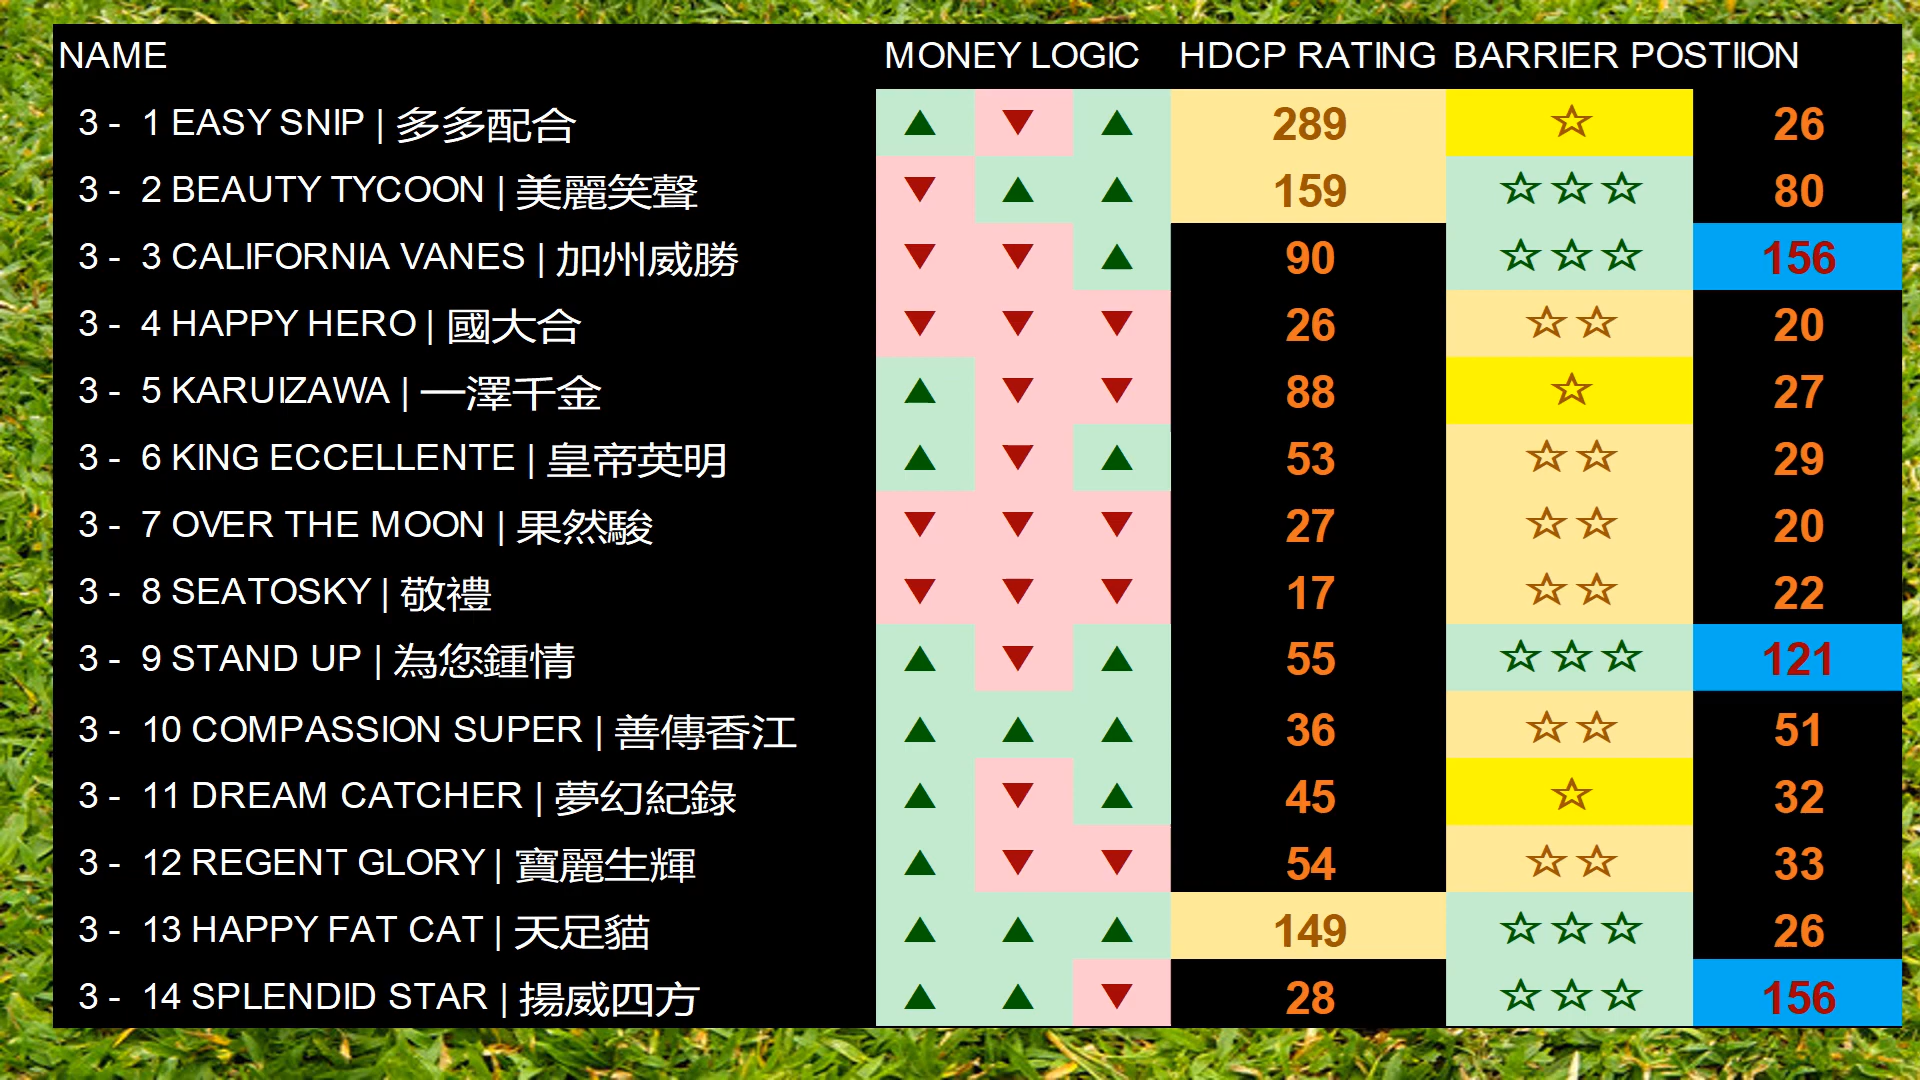 NAME MONEY LOGIC HDCP RATING BARRIER POSTIION
3 - 1 EASY SNIP | 多多配合 ▲ ▼ ▲ 289 ☆ 26
3 - 2 BEAUTY TYCOON | 美麗笑聲 ▼ ▲ ▲ 159 ☆ ☆ ☆ 80
3 - 3 CALIFORNIA VANES | 加州威勝 ▼ ▼ ▲ 90 ☆ ☆ ☆ 156
3 - 4 HAPPY HERO | 國大合 ▼ ▼ ▼ 26 ☆ ☆ 20
3 - 5 KARUIZAWA | 一澤千金 ▲ ▼ ▼ 88 ☆ 27
3 - 6 KING ECCELLENTE | 皇帝英明 ▲ ▼ ▲ 53 ☆ ☆ 29
3 - 7 OVER THE MOON | 果然駿 ▼ ▼ ▼ 27 ☆ ☆ 20
3 - 8 SEATOSKY | 敬禮 ▼ ▼ ▼ 17 ☆ ☆ 22
3 - 9 STAND UP | 為您鍾情 ▲ ▼ ▲ 55 ☆ ☆ ☆ 121
3 - 10 COMPASSION SUPER | 善傳香江 ▲ ▲ ▲ 36 ☆ ☆ 51
3 - 11 DREAM CATCHER | 夢幻紀錄 ▲ ▼ ▲ 45 ☆ 32
3 - 12 REGENT GLORY | 寶麗生輝 ▲ ▼ ▼ 54 ☆ ☆ 33
3 - 13 HAPPY FAT CAT | 天足貓 ▲ ▲ ▲ 149 ☆ ☆ ☆ 26
3 - 14 SPLENDID STAR | 揚威四方 ▲ ▲ ▼ 28 ☆ ☆ ☆ 156